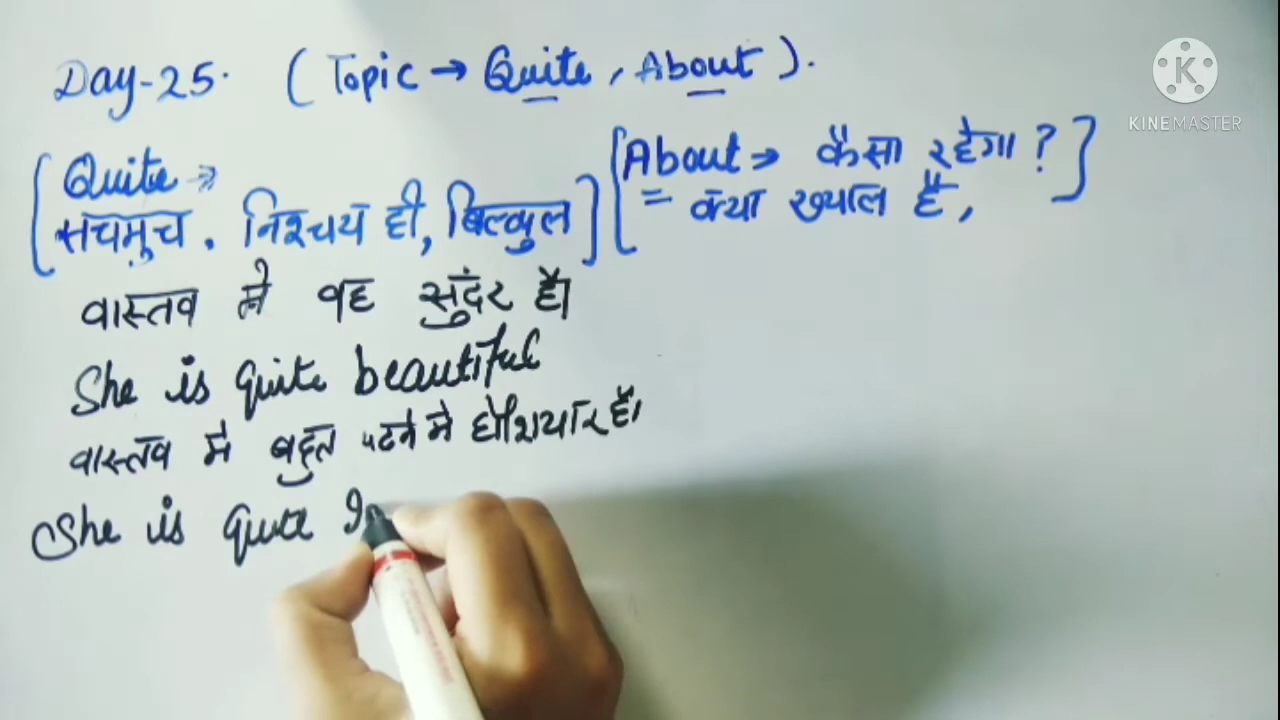 Day-25. (Topic → Quite, About).
[Quite →
सचमुच. निश्चय ही, बिल्कुल]
[About → कैसा रहेगा?]
= क्या ख्याल है,
वास्तव में वह सुंदर है।
She is quite beautiful
वास्तव में बहुत पढने में होशियार है।
She is quite
KINEMASTER